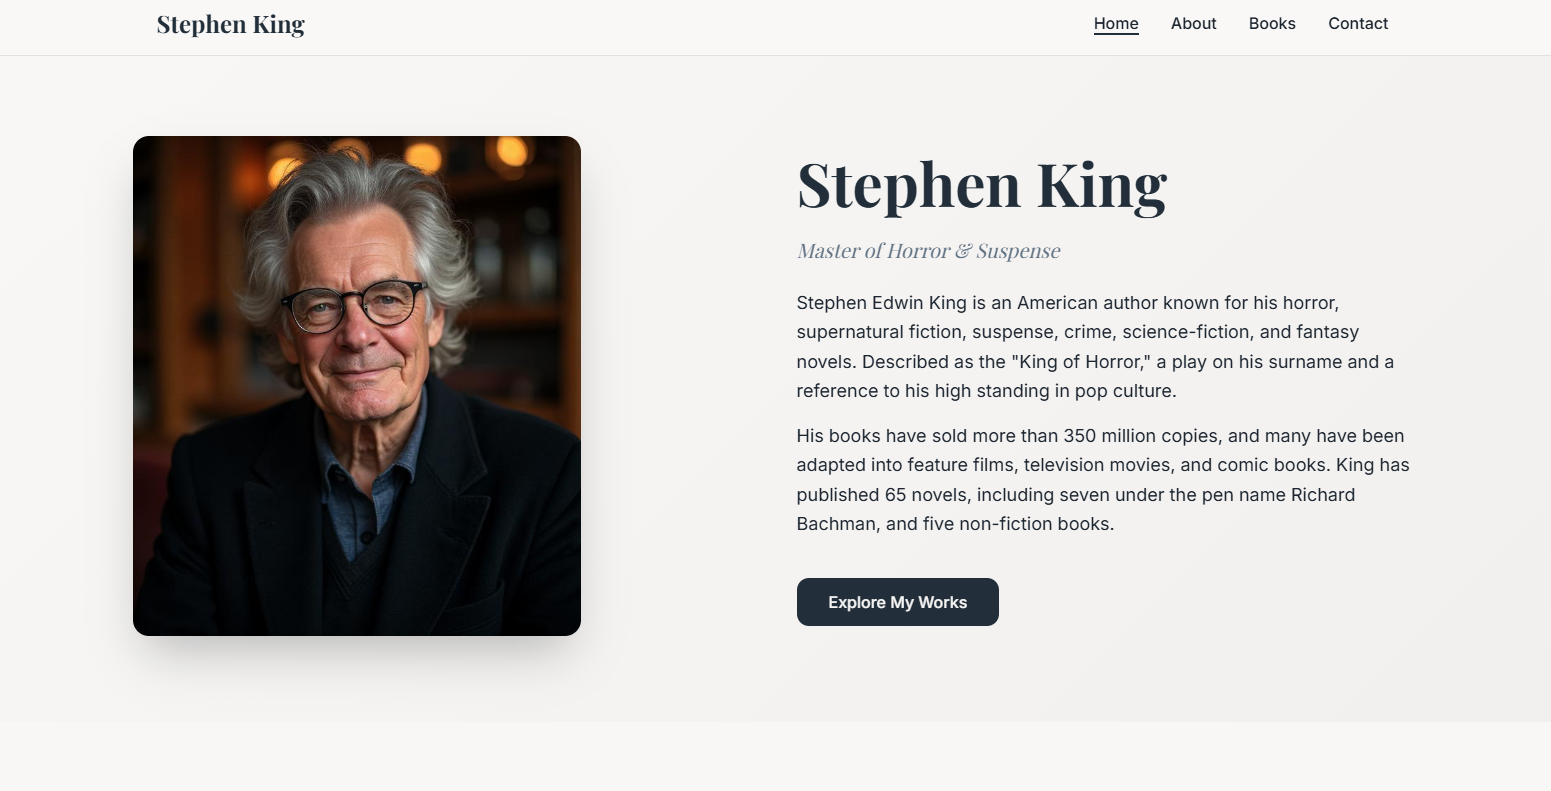 Stephen King
Home About Books Contact
Stephen King
Master of Horror & Suspense
Stephen Edwin King is an American author known for his horror,
supernatural fiction, suspense, crime, science-fiction, and fantasy
novels. Described as the "King of Horror," a play on his surname and a
reference to his high standing in pop culture.
His books have sold more than 350 million copies, and many have been
adapted into feature films, television movies, and comic books. King has
published 65 novels, including seven under the pen name Richard
Bachman, and five non-fiction books.
Explore My Works